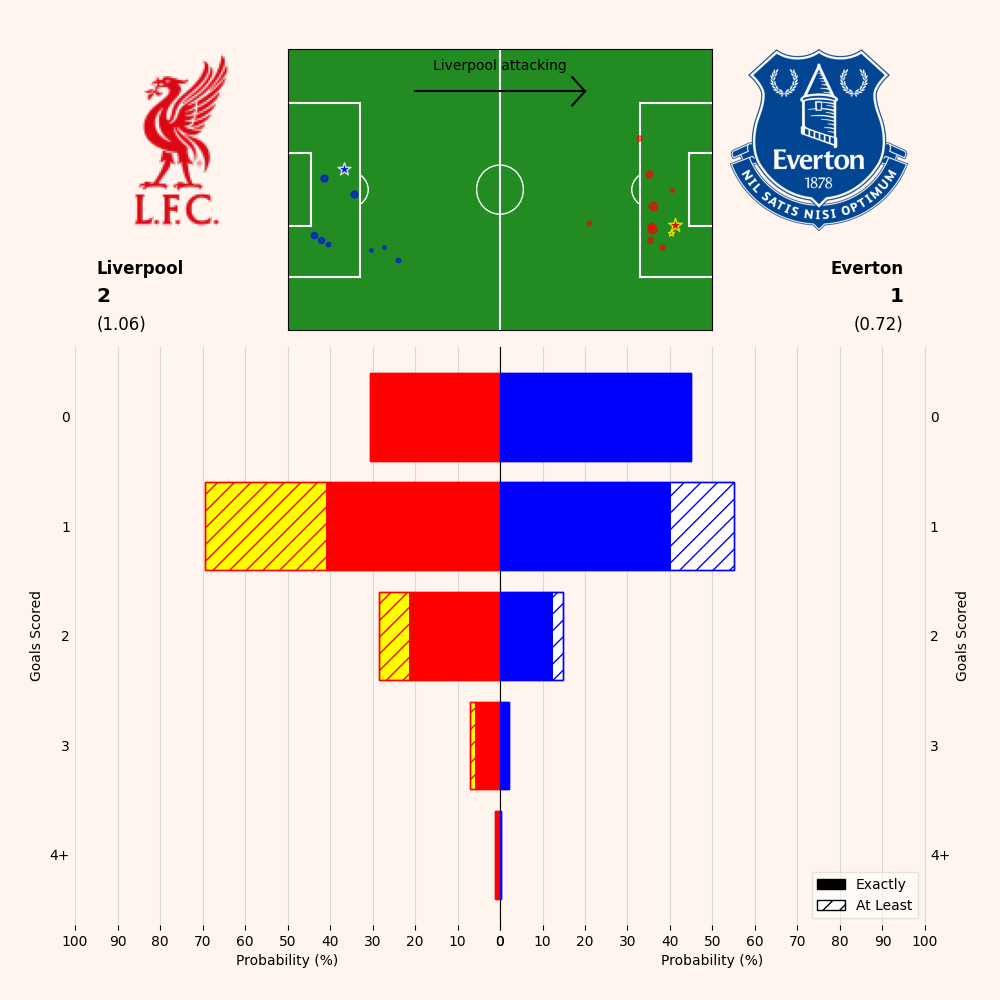 Liverpool attacking
L.F.C.
Everton
1878
NIL SATIS NISI OPTIMUM
Liverpool
2
(1.06)
Everton
1
(0.72)
0
1
2
3
4+
Goals Scored
0
1
2
3
4+
Goals Scored
Exactly
At Least
100 90 80 70 60 50 40 30 20 10 0
Probability (%)
0 10 20 30 40 50 60 70 80 90 100
Probability (%)